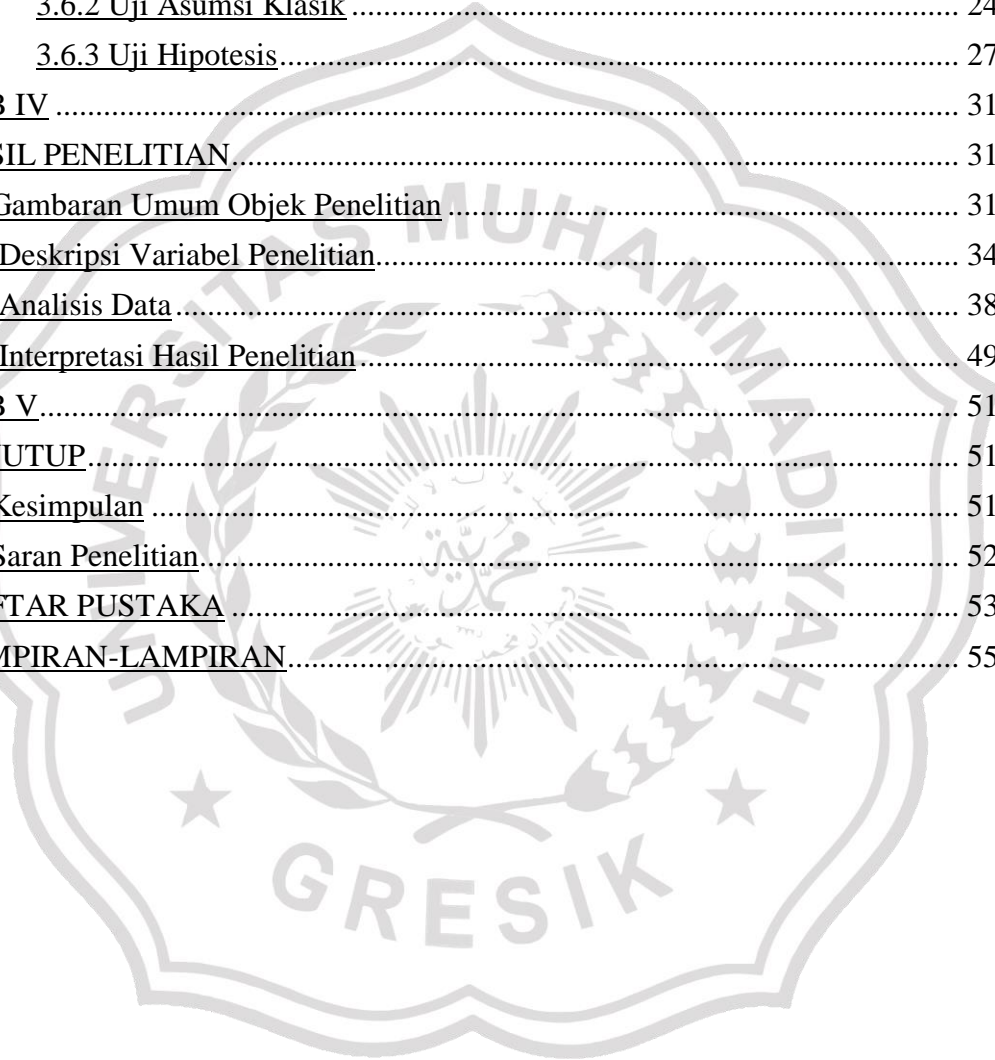 3.6.2 Uji Asumsi Klasik ........ 24
3.6.3 Uji Hipotesis ........ 27
B IV ........ 31
SIL PENELITIAN ........ 31
Gambaran Umum Objek Penelitian ........ 31
Deskripsi Variabel Penelitian ........ 34
Analisis Data ........ 38
Interpretasi Hasil Penelitian ........ 49
B V ........ 51
UTUP ........ 51
Kesimpulan ........ 51
Saran Penelitian ........ 52
FTAR PUSTAKA ........ 53
MPIRAN-LAMPIRAN ........ 55
UNIVERSITAS MUHAMMADIYAH
GRESIK